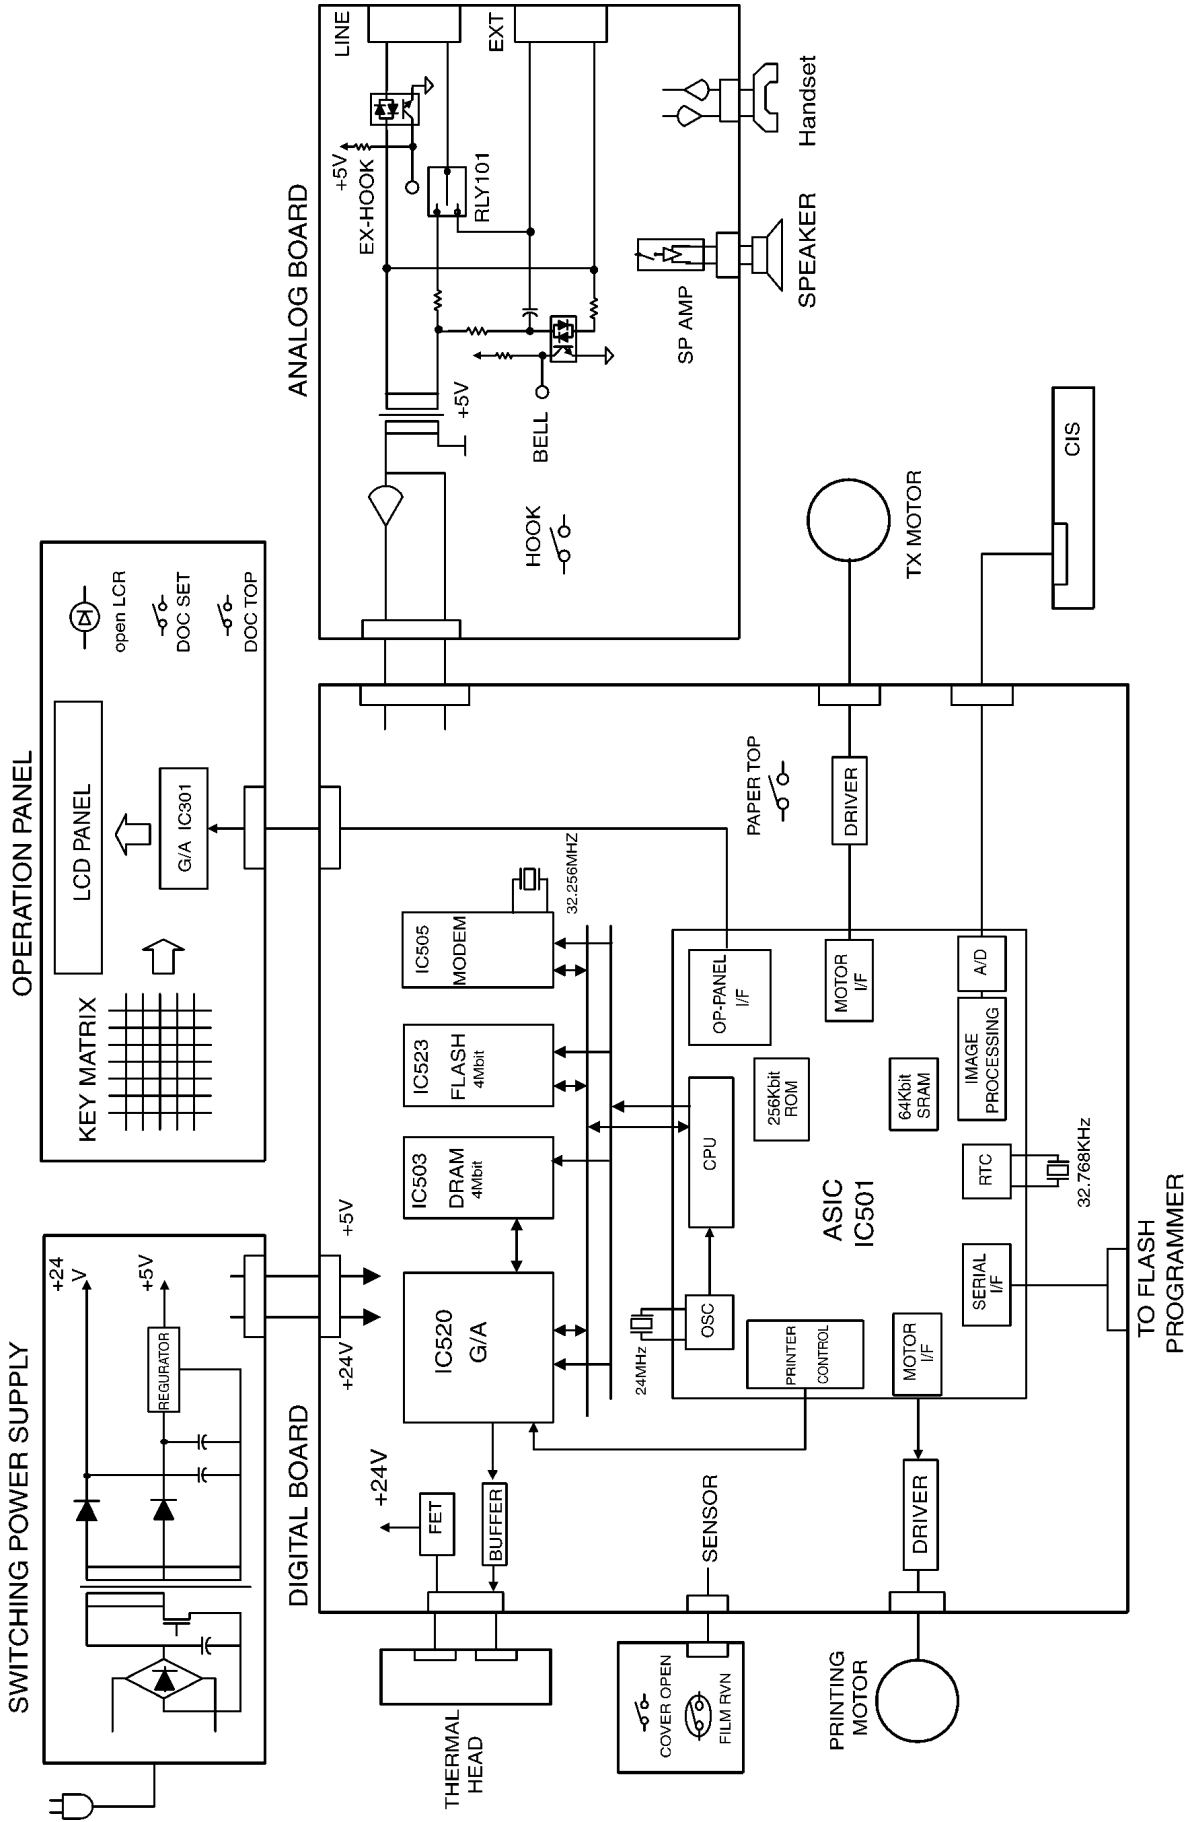 SWITCHING POWER SUPPLY
+24
V
+5V
REGURATOR
OPERATION PANEL
KEY MATRIX
LCD PANEL
G/A IC301
open LCR
DOC SET
DOC TOP
ANALOG BOARD
LINE
EXT
+5V
EX-HOOK
RLY101
+5V
BELL
HOOK
SP AMP
SPEAKER
Handset
DIGITAL BOARD
+24V
+5V
+24V
FET
BUFFER
THERMAL
HEAD
IC520
G/A
IC503
DRAM
4Mbit
IC523
FLASH
4Mbit
IC505
MODEM
32.256MHZ
24MHz
OSC
CPU
OP-PANEL
I/F
PRINTER
CONTROL
256Kbit
ROM
MOTOR
I/F
ASIC
IC501
64Kbit
SRAM
MOTOR
I/F
SERIAL
I/F
RTC
32.768KHz
IMAGE
PROCESSING
A/D
PAPER TOP
DRIVER
TX MOTOR
CIS
SENSOR
COVER OPEN
FILM RVN
DRIVER
PRINTING
MOTOR
TO FLASH
PROGRAMMER